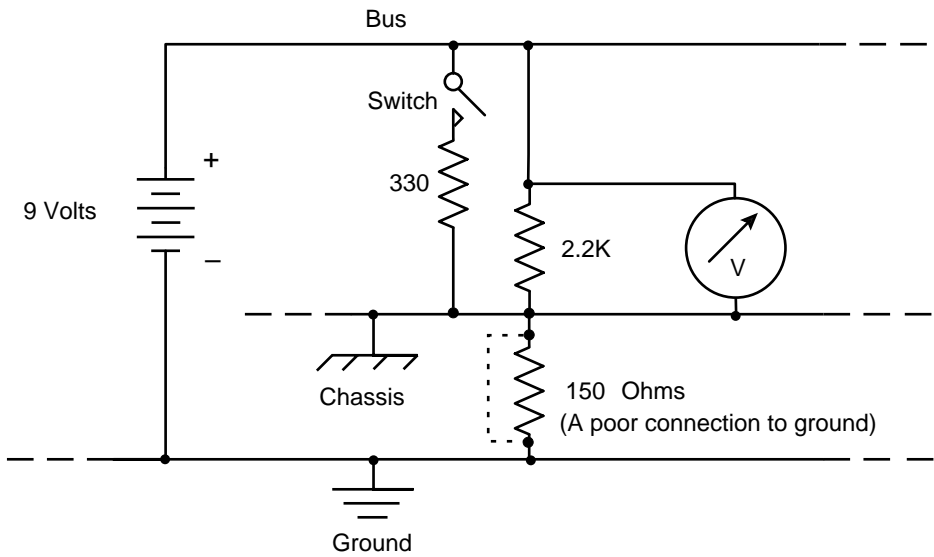 Bus
Switch
+
330
9 Volts
2.2K
–
V
150 Ohms
Chassis
(A poor connection to ground)
Ground